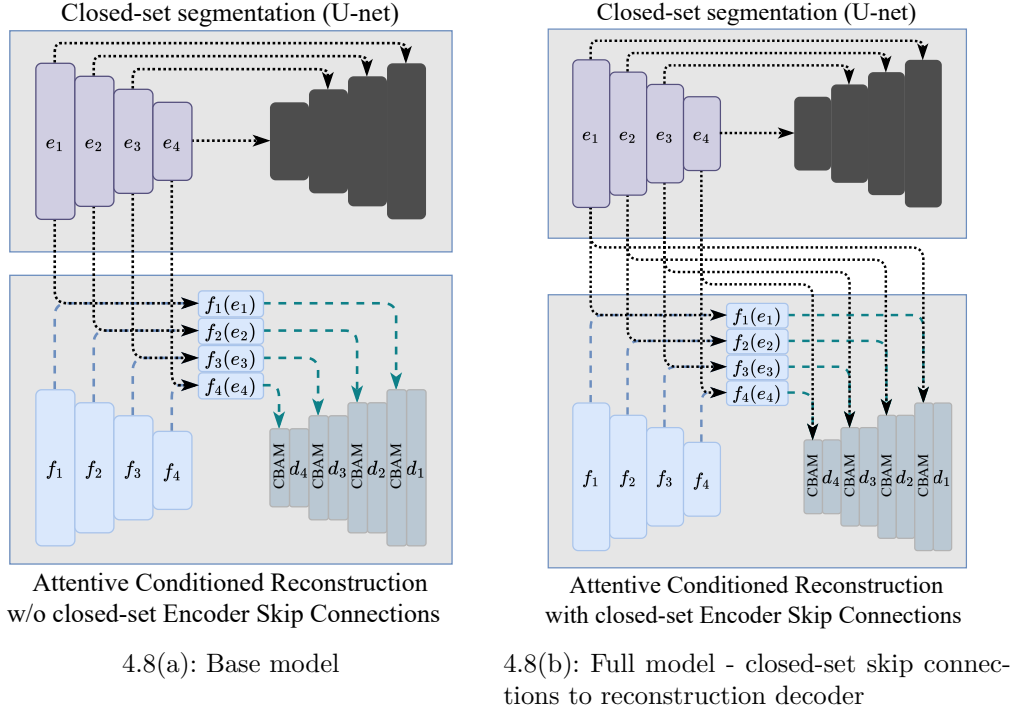 Closed-set segmentation (U-net)
e1 e2 e3 e4
f1(e1)
f2(e2)
f3(e3)
f4(e4)
f1 f2 f3 f4
CBAM d4 CBAM d3 CBAM d2 CBAM d1
Attentive Conditioned Reconstruction
w/o closed-set Encoder Skip Connections
4.8(a): Base model
Closed-set segmentation (U-net)
e1 e2 e3 e4
f1(e1)
f2(e2)
f3(e3)
f4(e4)
f1 f2 f3 f4
CBAM d4 CBAM d3 CBAM d2 CBAM d1
Attentive Conditioned Reconstruction
with closed-set Encoder Skip Connections
4.8(b): Full model - closed-set skip connec-
tions to reconstruction decoder